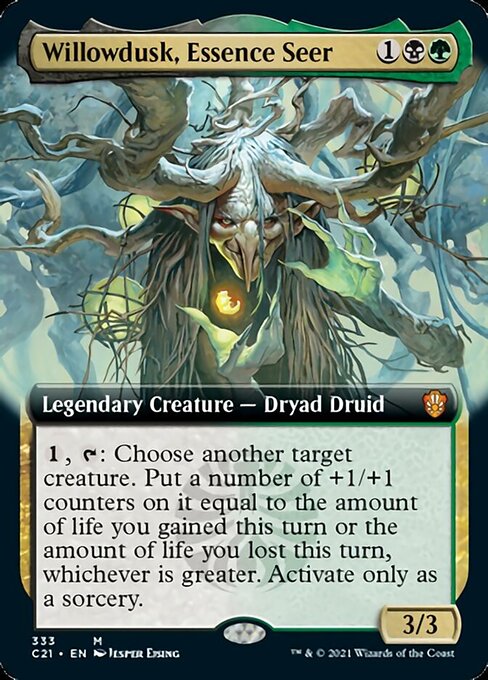 Willowdusk, Essence Seer 1
Legendary Creature — Dryad Druid
1, : Choose another target
creature. Put a number of +1/+1
counters on it equal to the amount
of life you gained this turn or the
amount of life you lost this turn,
whichever is greater. Activate only as
a sorcery.
3/3
333 M
C21 • EN Jesper Ejsing
™ & © 2021 Wizards of the Coast